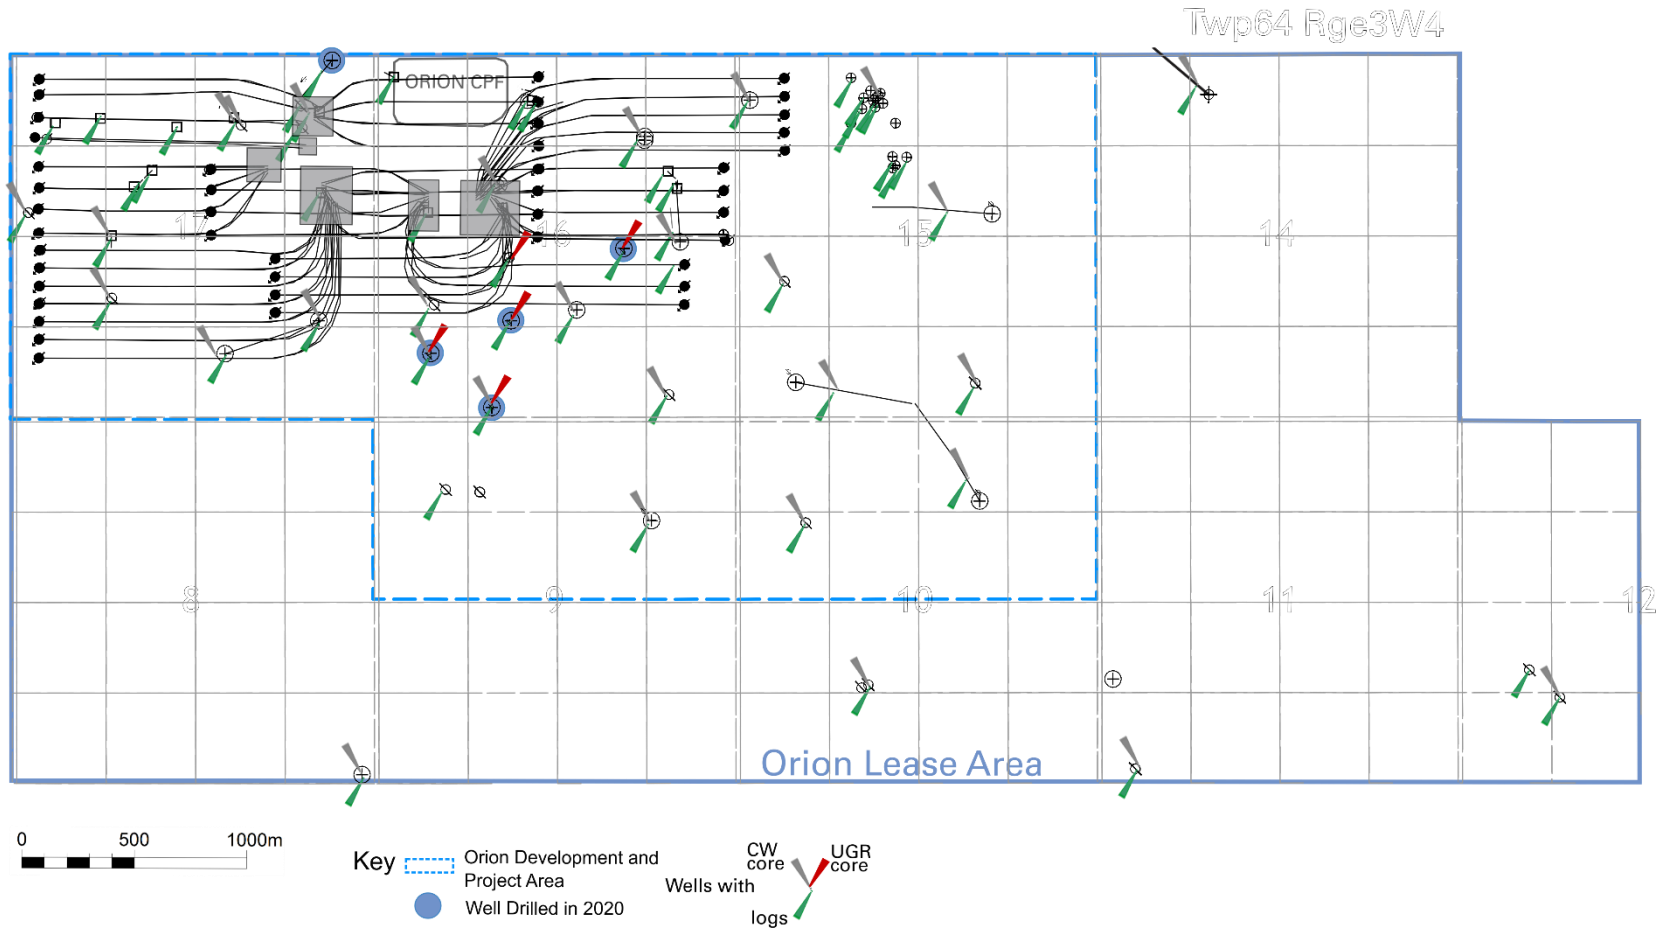 Twp64 Rge3W4
ORION CPF
17
16
15
14
8
9
10
11
12
Orion Lease Area
0 500 1000m
Key
Orion Development and
Project Area
Well Drilled in 2020
Wells with
CW
core
UGR
core
logs